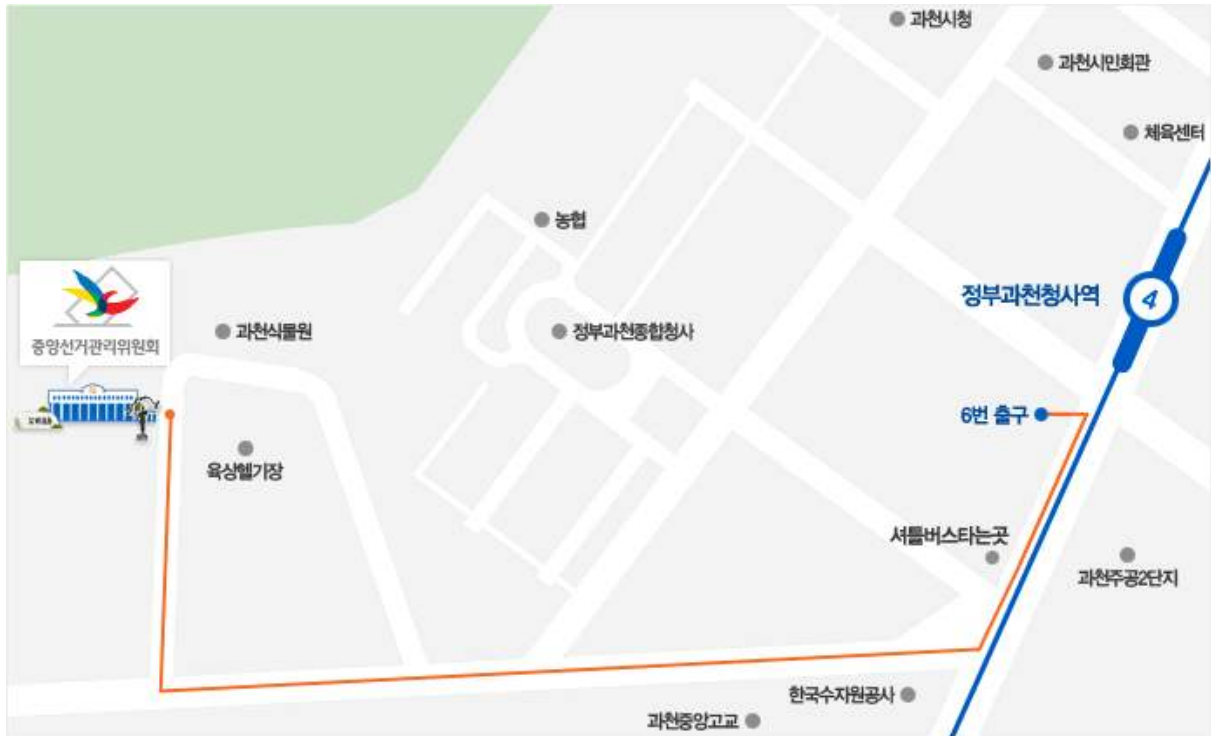 과천시청
과천시민회관
체육센터
농협
정부과천청사역
4
중앙선거관리위원회
과천식물원
정부과천종합청사
6번 출구
육상헬기장
셔틀버스타는곳
과천주공2단지
한국수자원공사
과천중앙고교